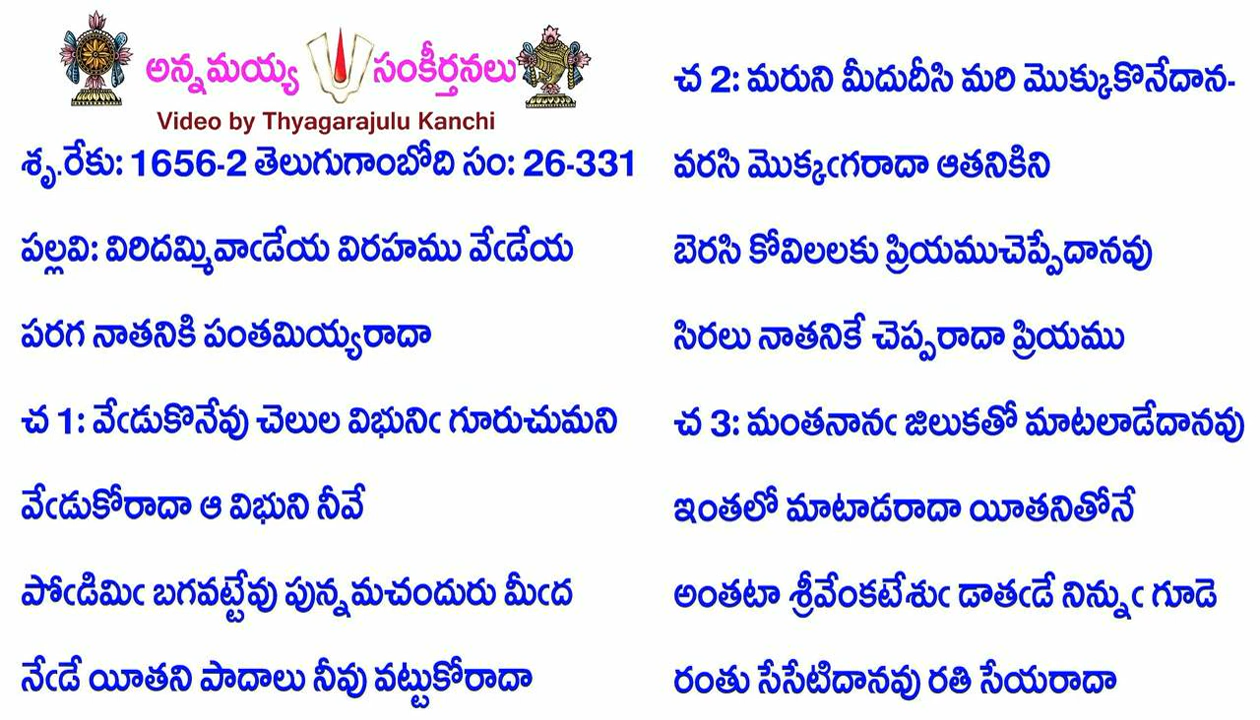 అన్నమయ్య సంకీర్తనలు
Video by Thyagarajulu Kanchi
శృ.రేకు: 1656-2 తెలుగుగాంబోది సం: 26-331
పల్లవి: విరిదమ్మివాఁడేయ విరహము వేఁడేయ
పరగ నాతనికి పంతమియ్యరాదా
చ 1: వేఁడుకొనేవు చెలుల విభునిఁ గూరుచుమని
వేఁడుకోరాదా ఆ విభుని నీవే
పోఁడిమిఁ బగవట్టేవు పున్నమచందురు మీఁద
నేఁడే యీతని పాదాలు నీవు వట్టుకోరాదా
చ 2: మరుని మీదుదీసి మరి మొక్కుకొనేదాన-
వరసి మొక్కఁగరాదా ఆతనికిని
బెరసి కోవిలలకు ప్రియముచెప్పేదానవు
సిరలు నాతనికే చెప్పరాదా ప్రియము
చ 3: మంతనానఁ జిలుకతో మాటలాడేదానవు
ఇంతలో మాటాడరాదా యీతనితోనే
అంతటా శ్రీవేంకటేశుఁ డాతఁడే నిన్నుఁ గూడె
రంతు సేసేటిదానవు రతి సేయరాదా